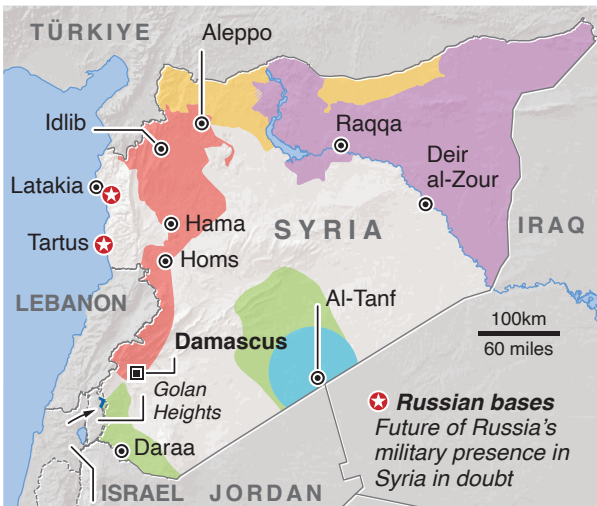 TÜRKIYE
Aleppo
Idlib
Raqqa
Deir
al-Zour
Latakia
Hama
SYRIA
IRAQ
Tartus
Homs
LEBANON
Al-Tanf
100km
60 miles
Damascus
Golan
Heights
Russian bases
Future of Russia's
military presence in
Syria in doubt
Daraa
ISRAEL
JORDAN